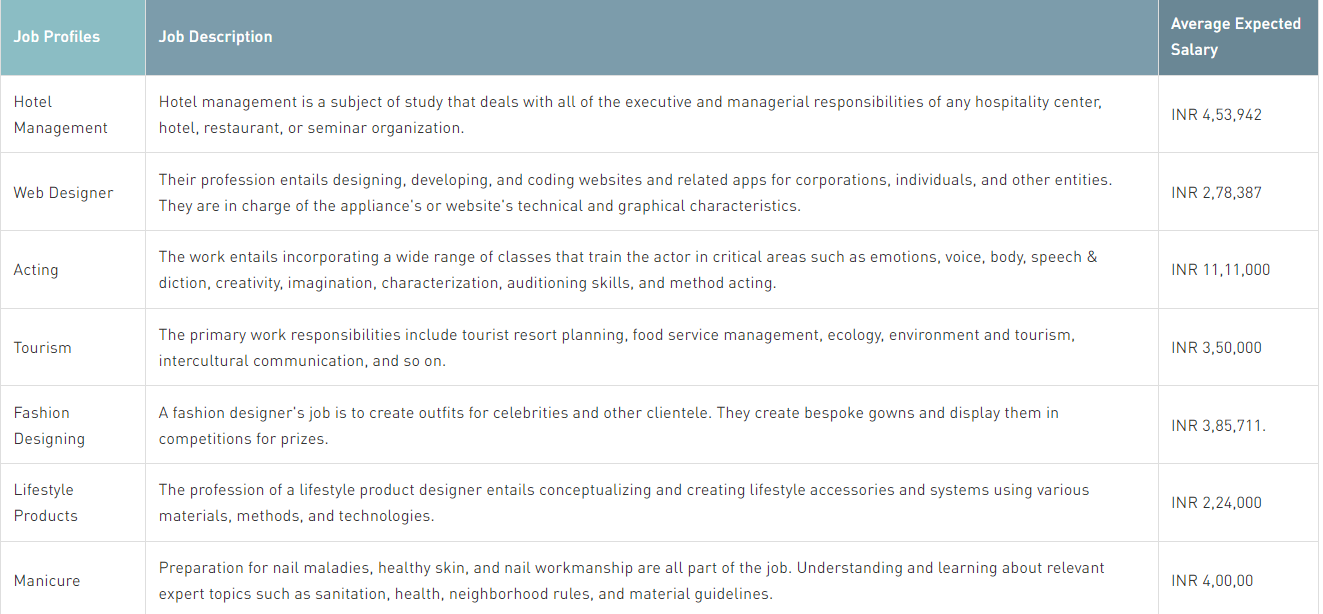 Job Profiles
Job Description
Average Expected
Salary
Hotel
Management
Hotel management is a subject of study that deals with all of the executive and managerial responsibilities of any hospitality center,
hotel, restaurant, or seminar organization.
INR 4,53,942
Web Designer
Their profession entails designing, developing, and coding websites and related apps for corporations, individuals, and other entities.
They are in charge of the appliance's or website's technical and graphical characteristics.
INR 2,78,387
Acting
The work entails incorporating a wide range of classes that train the actor in critical areas such as emotions, voice, body, speech &
diction, creativity, imagination, characterization, auditioning skills, and method acting.
INR 11,11,000
Tourism
The primary work responsibilities include tourist resort planning, food service management, ecology, environment and tourism,
intercultural communication, and so on.
INR 3,50,000
Fashion
Designing
A fashion designer's job is to create outfits for celebrities and other clientele. They create bespoke gowns and display them in
competitions for prizes.
INR 3,85,711.
Lifestyle
Products
The profession of a lifestyle product designer entails conceptualizing and creating lifestyle accessories and systems using various
materials, methods, and technologies.
INR 2,24,000
Manicure
Preparation for nail maladies, healthy skin, and nail workmanship are all part of the job. Understanding and learning about relevant
expert topics such as sanitation, health, neighborhood rules, and material guidelines.
INR 4,00,00